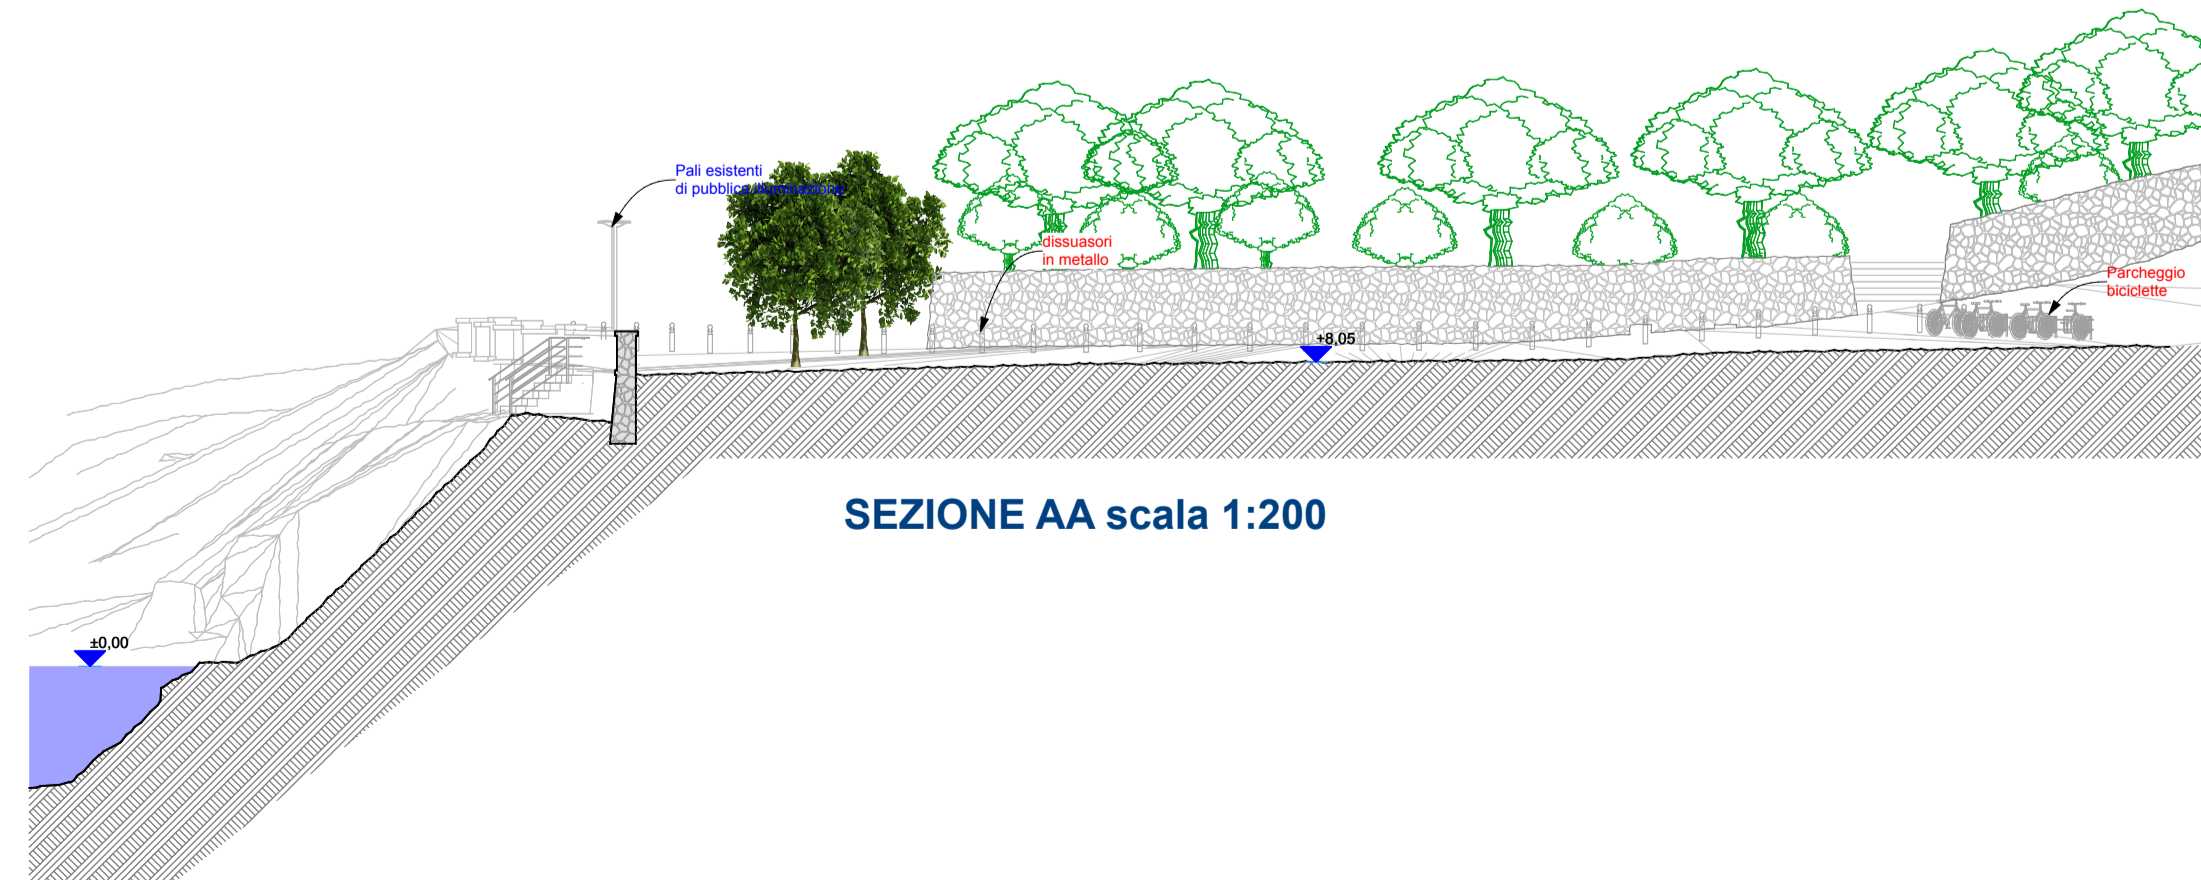 Pali esistenti
di pubblica illuminazione
dissuasori
in metallo
Parcheggio
biciclette
+8,05
SEZIONE AA scala 1:200
±0,00